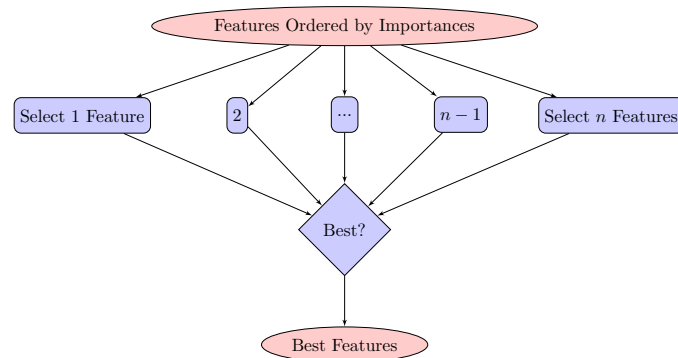 Features Ordered by Importances
Select 1 Feature
2
...
n − 1
Select n Features
Best?
Best Features